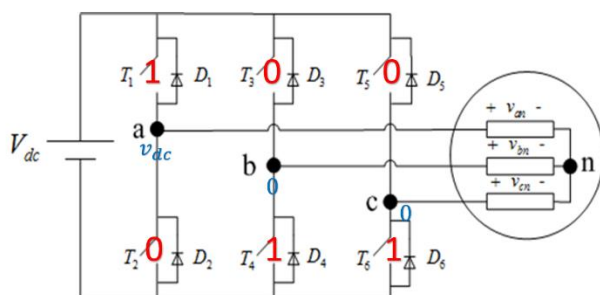 T1 1 D1 T3 0 D3 T5 0 D5
+ van -
a
Vdc vdc + vbn -
b n
0 + vcn -
c 0
T2 0 D2 T4 1 D4 T6 1 D6